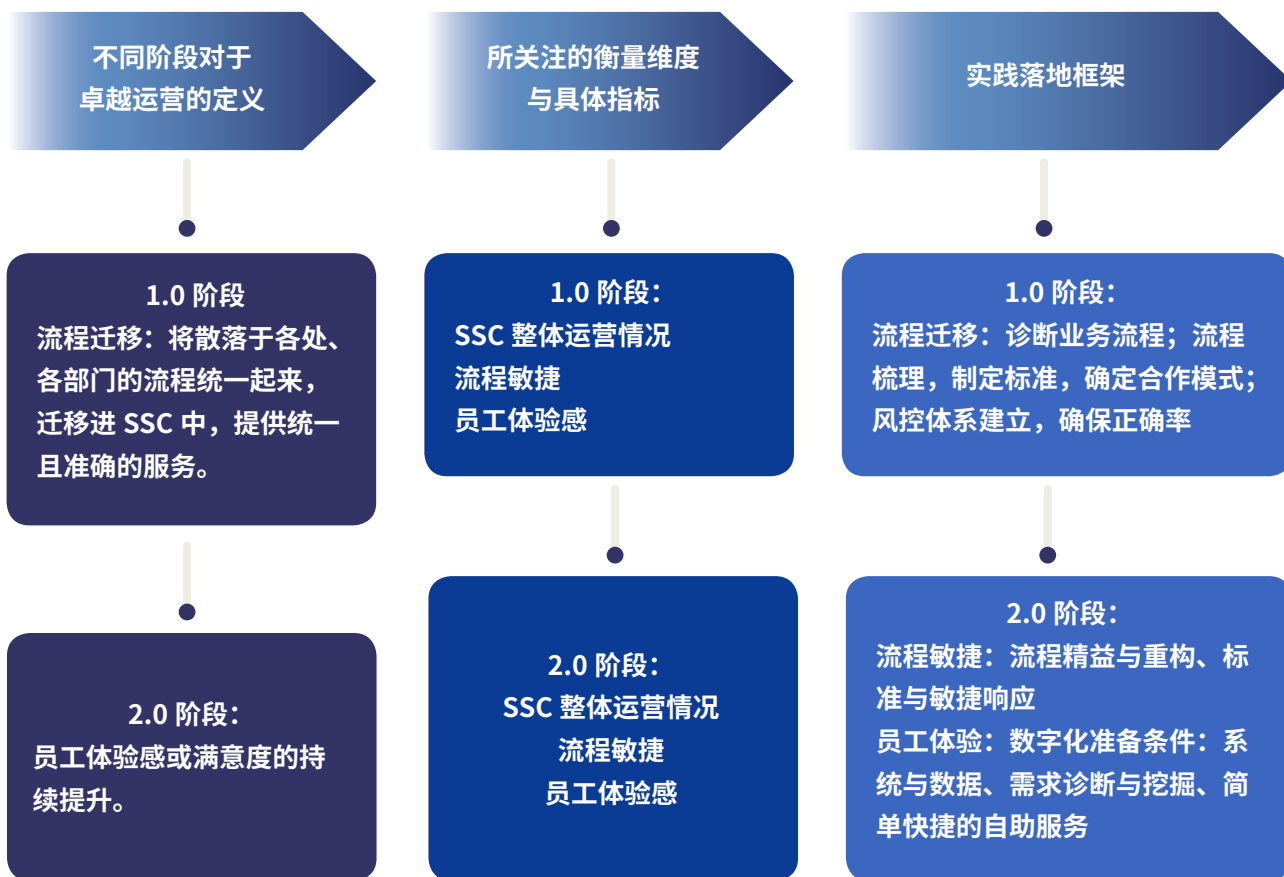 不同阶段对于
卓越运营的定义
所关注的衡量维度
与具体指标
实践落地框架
1.0 阶段
流程迁移：将散落于各处、
各部门的流程统一起来，
迁移进 SSC 中，提供统一
且准确的服务。
1.0 阶段：
SSC 整体运营情况
流程敏捷
员工体验感
1.0 阶段：
流程迁移：诊断业务流程；流程
梳理，制定标准，确定合作模式；
风控体系建立，确保正确率
2.0 阶段：
员工体验感或满意度的持
续提升。
2.0 阶段：
SSC 整体运营情况
流程敏捷
员工体验感
2.0 阶段：
流程敏捷：流程精益与重构、标
准与敏捷响应
员工体验：数字化准备条件：系
统与数据、需求诊断与挖掘、简
单快捷的自助服务